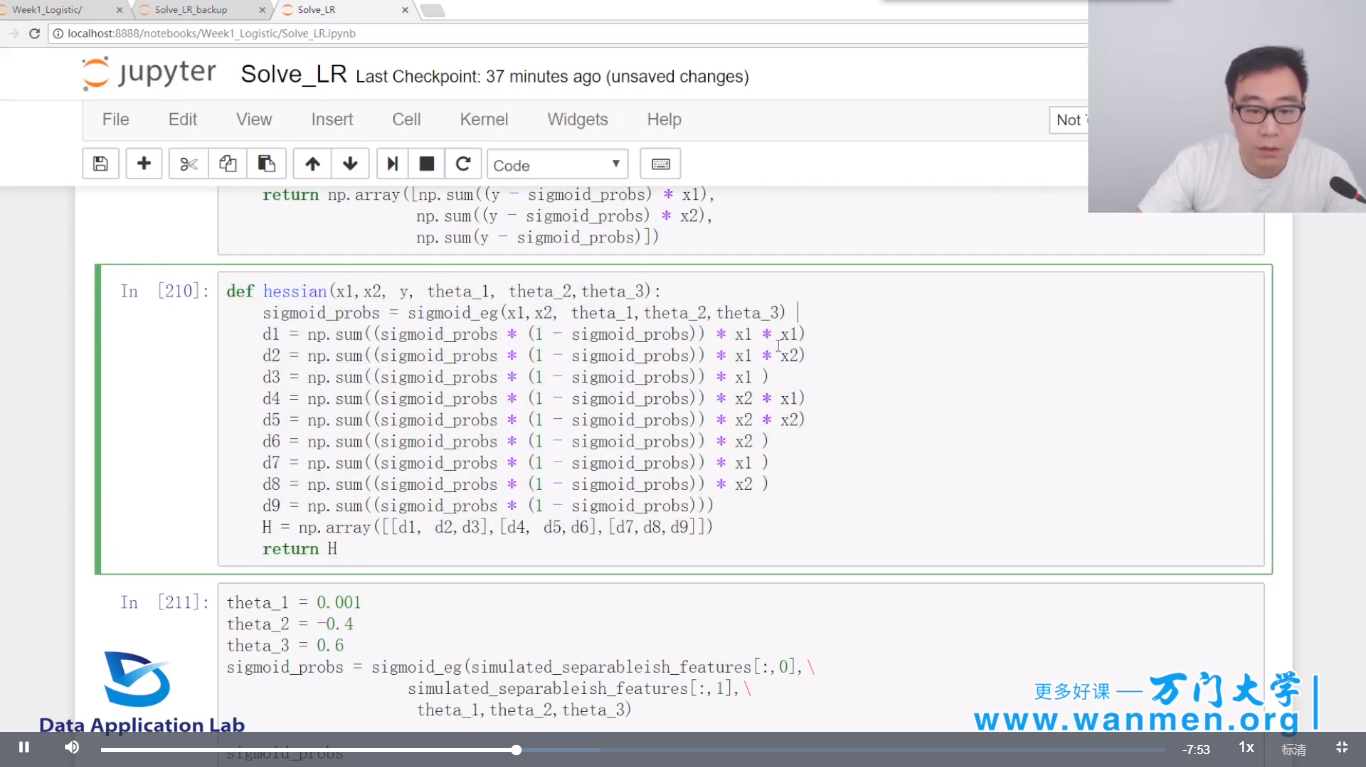 Week1_Logistic/ × Solve_LR_backup × Solve_LR ×
localhost:8888/notebooks/Week1_Logistic/Solve_LR.ipynb
jupyter Solve_LR Last Checkpoint: 37 minutes ago (unsaved changes)
File Edit View Insert Cell Kernel Widgets Help Not
Code
return np.array([np.sum((y - sigmoid_probs) * x1),
np.sum((y - sigmoid_probs) * x2),
np.sum(y - sigmoid_probs)])
In [210]: def hessian(x1,x2, y, theta_1, theta_2,theta_3):
sigmoid_probs = sigmoid_eg(x1,x2, theta_1,theta_2,theta_3)
d1 = np.sum((sigmoid_probs * (1 - sigmoid_probs)) * x1 * x1)
d2 = np.sum((sigmoid_probs * (1 - sigmoid_probs)) * x1 * x2)
d3 = np.sum((sigmoid_probs * (1 - sigmoid_probs)) * x1 )
d4 = np.sum((sigmoid_probs * (1 - sigmoid_probs)) * x2 * x1)
d5 = np.sum((sigmoid_probs * (1 - sigmoid_probs)) * x2 * x2)
d6 = np.sum((sigmoid_probs * (1 - sigmoid_probs)) * x2 )
d7 = np.sum((sigmoid_probs * (1 - sigmoid_probs)) * x1 )
d8 = np.sum((sigmoid_probs * (1 - sigmoid_probs)) * x2 )
d9 = np.sum((sigmoid_probs * (1 - sigmoid_probs)))
H = np.array([[d1, d2,d3],[d4, d5,d6],[d7,d8,d9]])
return H
In [211]: theta_1 = 0.001
theta_2 = -0.4
theta_3 = 0.6
sigmoid_probs = sigmoid_eg(simulated_separableish_features[:,0],\
simulated_separableish_features[:,1],\
theta_1,theta_2,theta_3)
更多好课 — 万门大学
Data Application Lab
www.wanmen.org
sigmoid_probs
-7:53 1x 标清